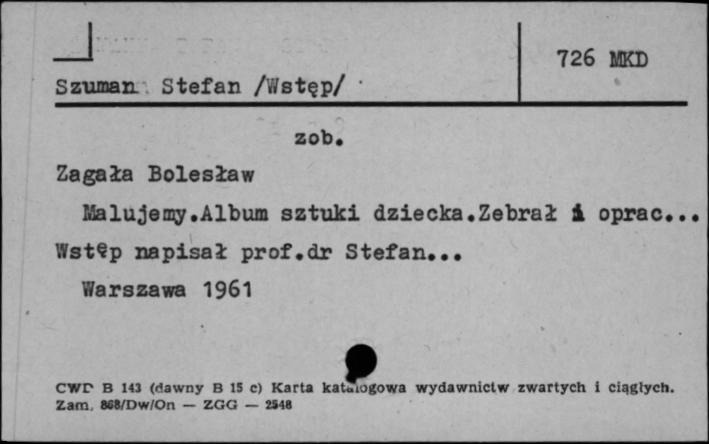 726 MKD
Szuman Stefan /Wstęp/
zob.
Zagała Bolesław
Malujemy.Album sztuki dziecka.Zebrał i oprac...
Wstęp napisał prof.dr Stefan...
Warszawa 1961
CWD B 143 (dawny B 15 c) Karta katalogowa wydawnictw zwartych i ciągłych.
Zam. 868/Dw/On — ZGG — 2548